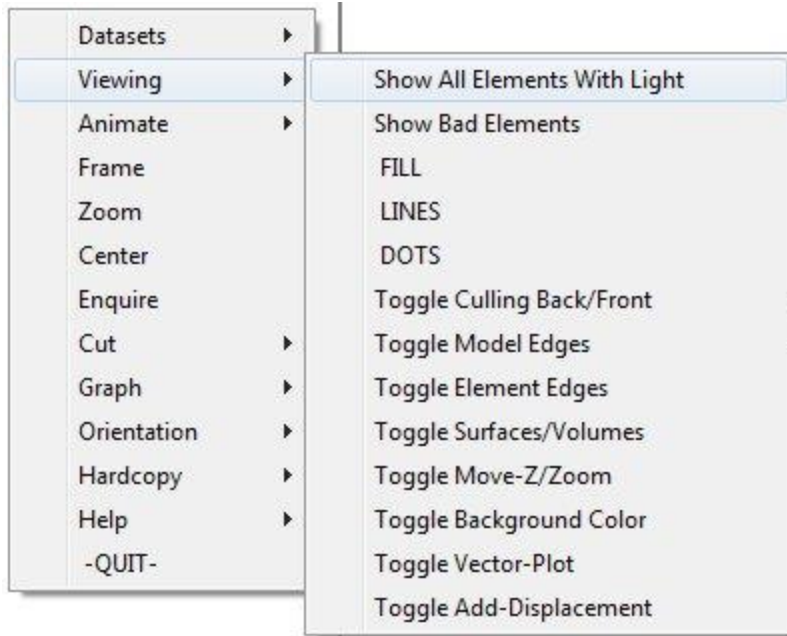 Datasets
Viewing
Animate
Frame
Zoom
Center
Enquire
Cut
Graph
Orientation
Hardcopy
Help
-QUIT-
Show All Elements With Light
Show Bad Elements
FILL
LINES
DOTS
Toggle Culling Back/Front
Toggle Model Edges
Toggle Element Edges
Toggle Surfaces/Volumes
Toggle Move-Z/Zoom
Toggle Background Color
Toggle Vector-Plot
Toggle Add-Displacement